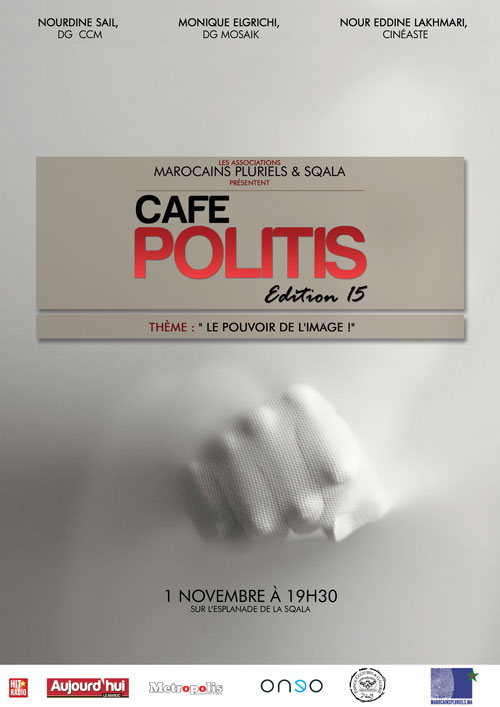 NOURDINE SAIL,
DG CCM
MONIQUE ELGRICHI,
DG MOSAIK
NOUR EDDINE LAKHMARI,
CINÉASTE
LES ASSOCIATIONS
MAROCAINS PLURIELS & SQALA
PRÉSENTENT
CAFE
POLITIS
Edition 15
THÈME : " LE POUVOIR DE L'IMAGE !"
1 NOVEMBRE À 19H30
SUR L'ESPLANADE DE LA SQALA
HIT
RADIO
Aujourd'hui
LE MAROC
Metropolis
MAROCAINSPLURIELS.MA